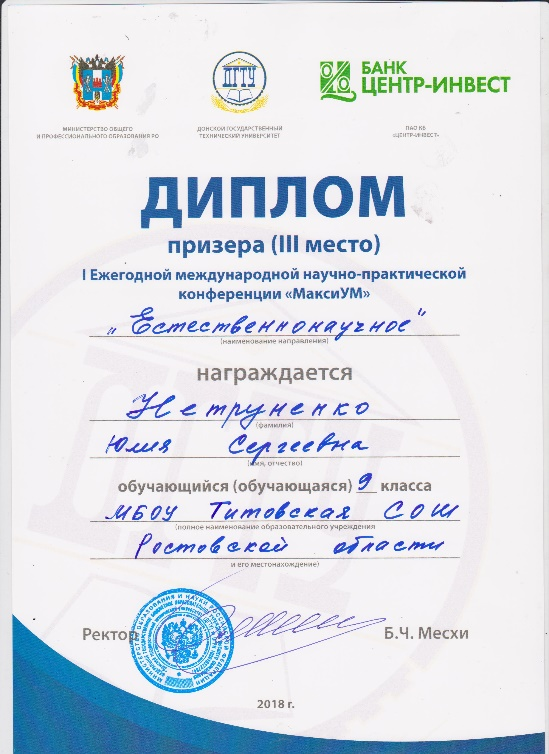 ДГТУ
БАНК
ЦЕНТР-ИНВЕСТ
МИНИСТЕРСТВО ОБЩЕГО
И ПРОФЕССИОНАЛЬНОГО ОБРАЗОВАНИЯ РО
ДОНСКОЙ ГОСУДАРСТВЕННЫЙ
ТЕХНИЧЕСКИЙ УНИВЕРСИТЕТ
ПАО КБ
«ЦЕНТР-ИНВЕСТ»
ДИПЛОМ
призера (III место)
I Ежегодной международной научно-практической
конференции «МаксиУМ»
„Естественнонаучное"
(наименование направления)
награждается
Нетруненко
(фамилия)
Юлия Сергеевна
(имя, отчество)
обучающийся (обучающаяся) 9 класса
МБОУ Титовская СОШ
(полное наименование образовательного учреждения
Ростовской области
и его местонахождение)
Ректор
Б.Ч. Месхи
2018 г.